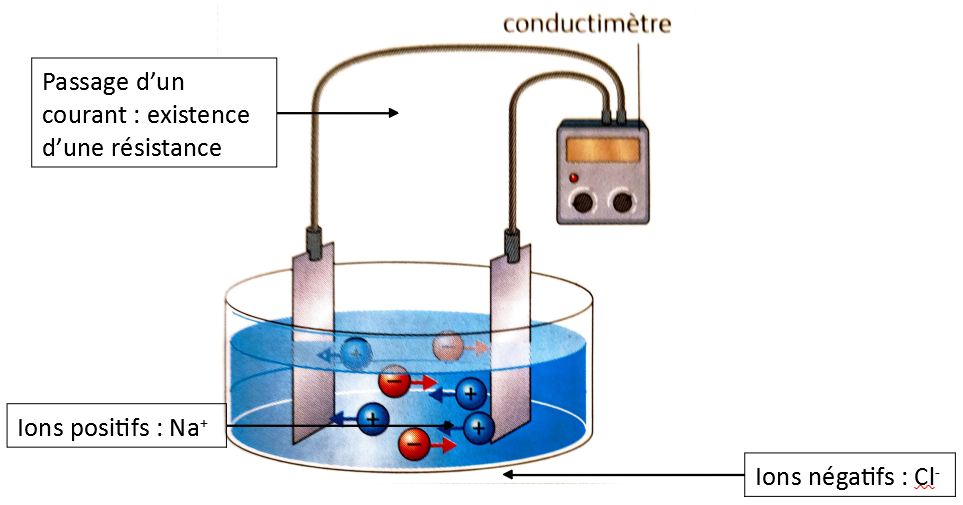 conductimètre
Passage d’un
courant : existence
d’une résistance
+
−
−
+
+
+
−
Ions positifs : Na⁺
Ions négatifs : Cl⁻